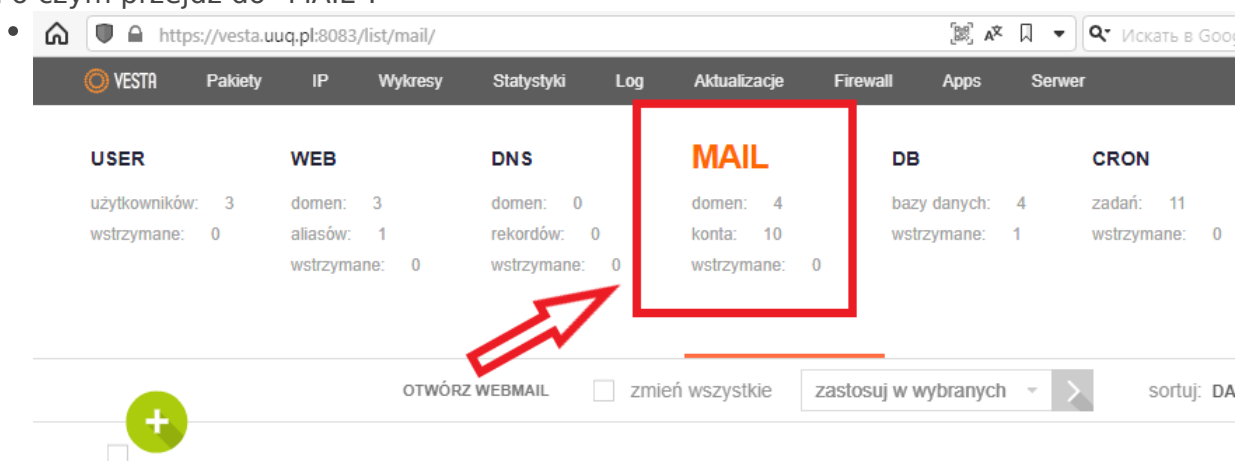 o czym przejdź do "MAIL".
https://vesta.uuq.pl:8083/list/mail/ Искать в Goog
VESTA Pakiety IP Wykresy Statystyki Log Aktualizacje Firewall Apps Serwer
USER WEB DNS MAIL DB CRON
użytkowników: 3 domen: 3 domen: 0 domen: 4 bazy danych: 4 zadań: 11
wstrzymane: 0 aliasów: 1 rekordów: 0 konta: 10 wstrzymane: 1 wstrzymane: 0
wstrzymane: 0 wstrzymane: 0 wstrzymane: 0
OTWÓRZ WEBMAIL zmień wszystkie zastosuj w wybranych sortuj: DA